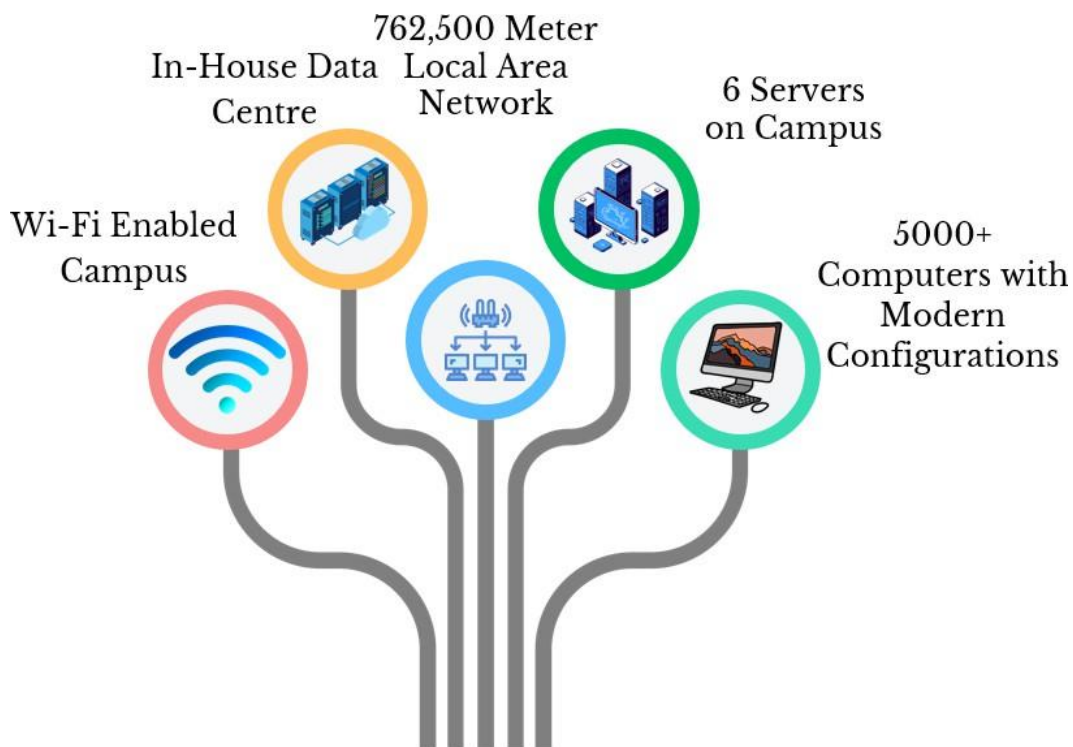 Wi-Fi Enabled
Campus
In-House Data
Centre
762,500 Meter
Local Area
Network
6 Servers
on Campus
5000+
Computers with
Modern
Configurations